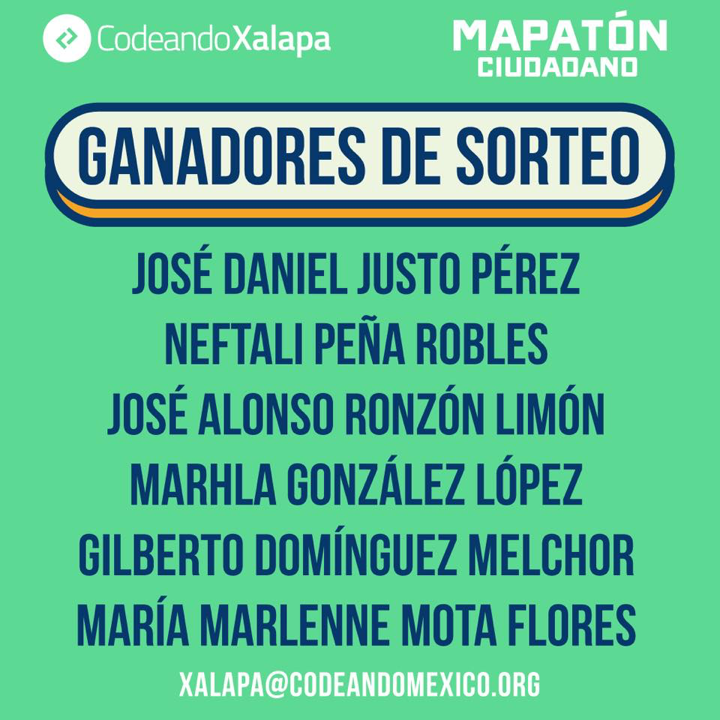 CodeandoXalapa
MAPATÓN
CIUDADANO
GANADORES DE SORTEO
JOSÉ DANIEL JUSTO PÉREZ
NEFTALI PEÑA ROBLES
JOSÉ ALONSO RONZÓN LIMÓN
MARHLA GONZÁLEZ LÓPEZ
GILBERTO DOMÍNGUEZ MELCHOR
MARÍA MARLENNE MOTA FLORES
XALAPA@CODEANDOMEXICO.ORG